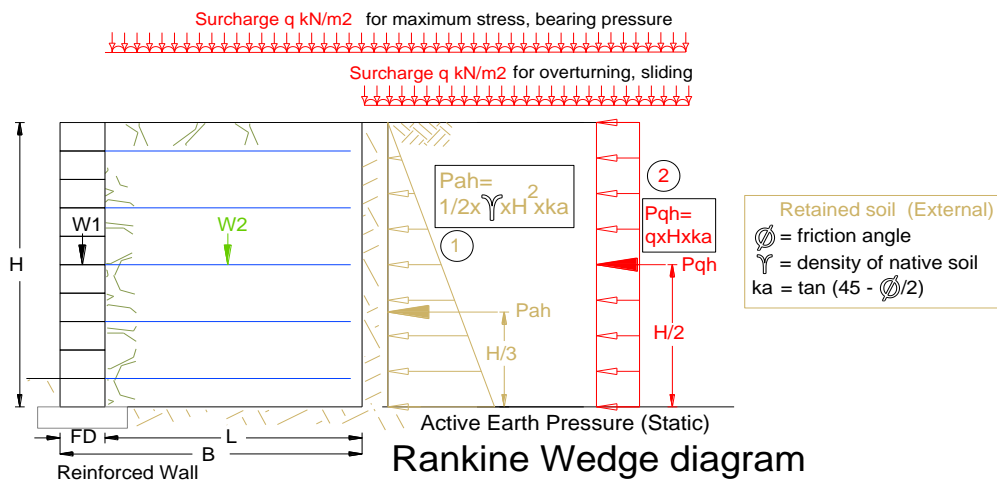 Surcharge q kN/m2 for maximum stress, bearing pressure
Surcharge q kN/m2 for overturning, sliding
Pah=
1/2x ɣ xH²xka
1
2
Pqh=
qxHxka
Retained soil (External)
Ø = friction angle
ɣ = density of native soil
ka = tan (45 - Ø/2)
W1
W2
H
Pqh
Pah
H/3
H/2
FD
L
B
Active Earth Pressure (Static)
Reinforced Wall
Rankine Wedge diagram